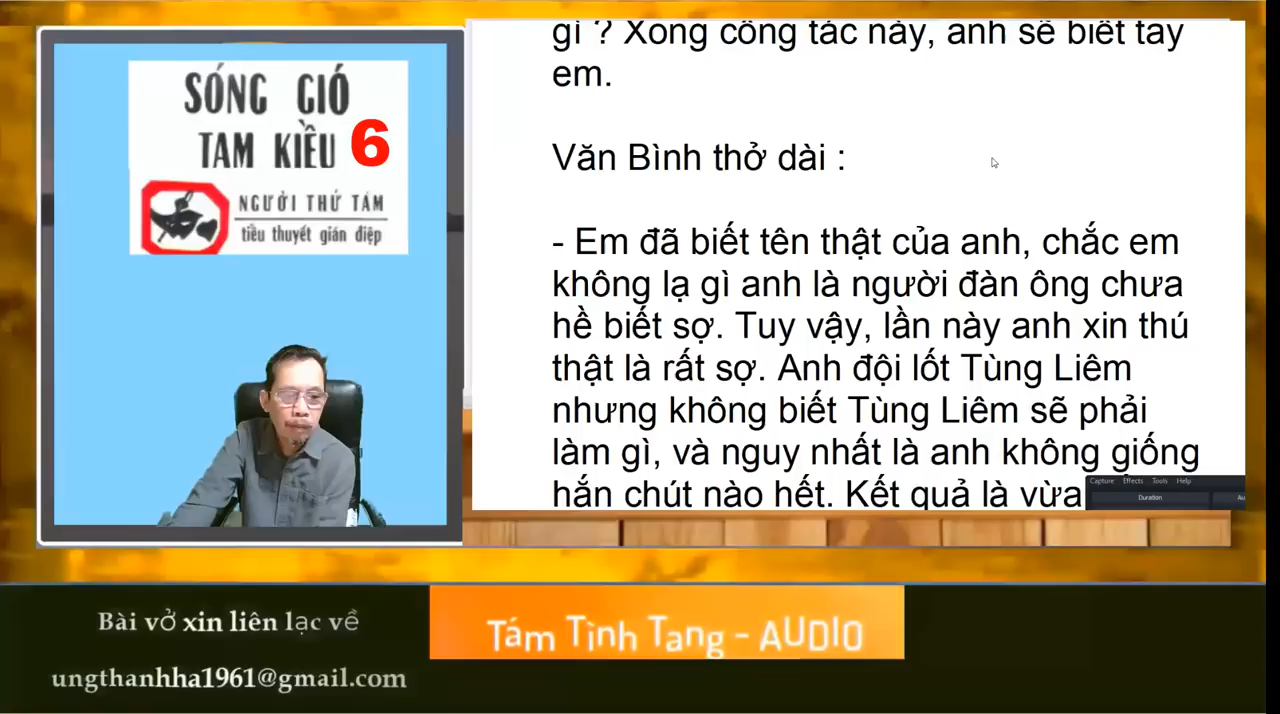 SÓNG GIÓ
TAM KIỀU 6
NGƯỜI THỨ TÁM
tiểu thuyết gián điệp
gì ? Xong công tác này, anh sẽ biết tay
em.
Văn Bình thở dài :
- Em đã biết tên thật của anh, chắc em
không lạ gì anh là người đàn ông chưa
hề biết sợ. Tuy vậy, lần này anh xin thú
thật là rất sợ. Anh đội lốt Tùng Liêm
nhưng không biết Tùng Liêm sẽ phải
làm gì, và nguy nhất là anh không giống
hắn chút nào hết. Kết quả là vừa
Capture Effects Tools Help
Duration
Bài vở xin liên lạc về
ungthanhha1961@gmail.com
Tám Tình Tang - AUDIO